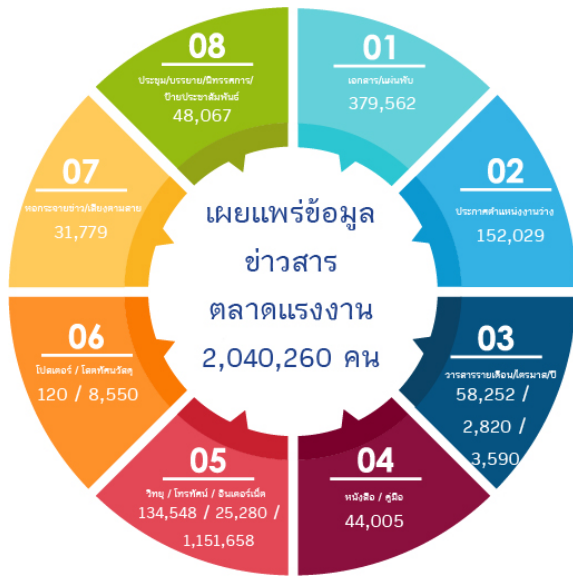 เผยแพร่ข้อมูล
ข่าวสาร
ตลาดแรงงาน
2,040,260 คน
01
เอกสาร/แผ่นพับ
379,562
02
ประกาศตำแหน่งงานว่าง
152,029
03
วารสารรายเดือน/ไตรมาส/ปี
58,252 /
2,820 /
3,590
04
หนังสือ / คู่มือ
44,005
05
วิทยุ / โทรทัศน์ / อินเตอร์เน็ต
134,548 / 25,280 /
1,151,658
06
โปสเตอร์ / โสตทัศนวัสดุ
120 / 8,550
07
หอกระจายข่าว/เสียงตามสาย
31,779
08
ประชุม/บรรยาย/นิทรรศการ/
ป้ายประชาสัมพันธ์
48,067